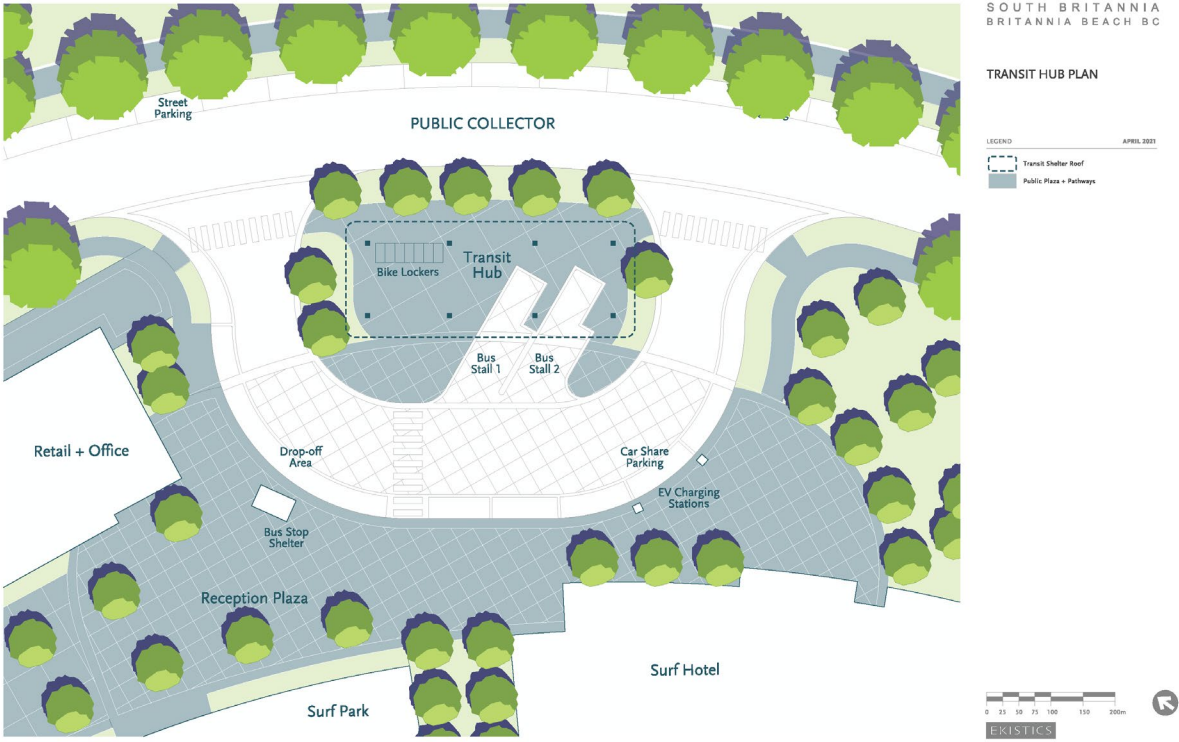 SOUTH BRITANNIA
BRITANNIA BEACH BC
TRANSIT HUB PLAN
LEGEND
APRIL 2021
Transit Shelter Roof
Public Plaza + Pathways
Street
Parking
PUBLIC COLLECTOR
Bike Lockers
Transit
Hub
Bus
Stall 1
Bus
Stall 2
Retail + Office
Drop-off
Area
Car Share
Parking
EV Charging
Stations
Bus Stop
Shelter
Reception Plaza
Surf Hotel
Surf Park
0 25 50 75 100 150 200m
EKISTICS